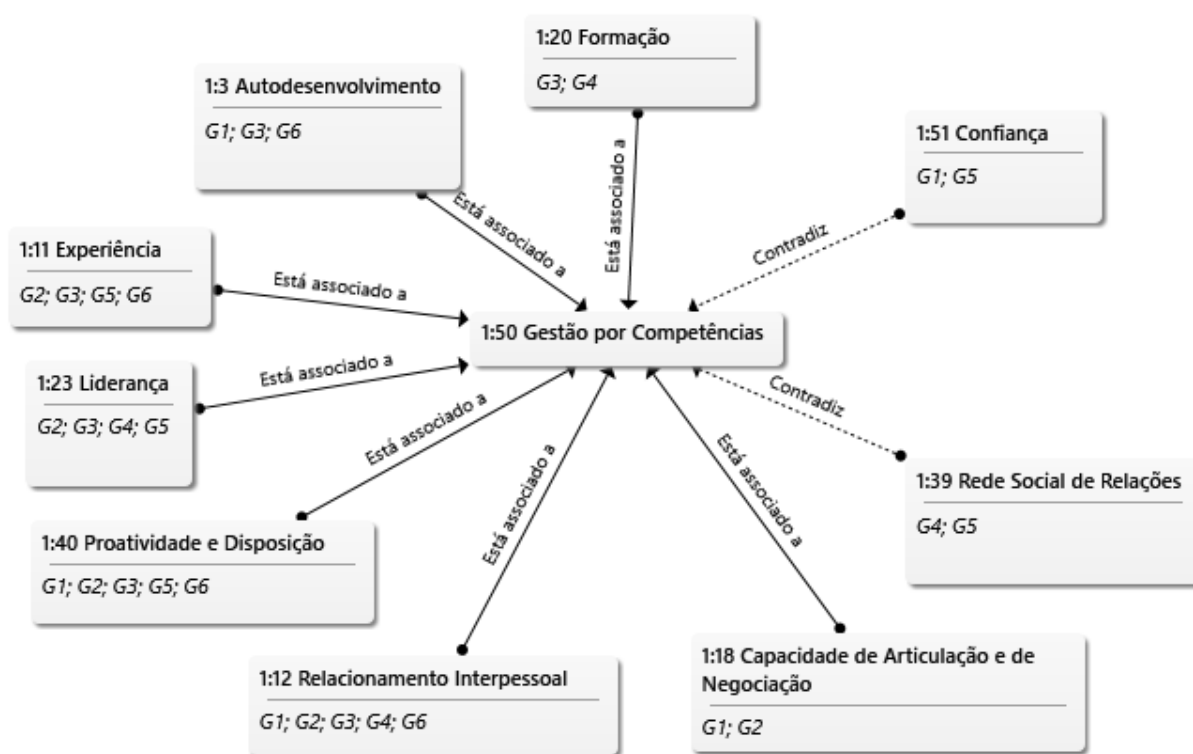 1:20 Formação
G3; G4
1:3 Autodesenvolvimento
G1; G3; G6
1:51 Confiança
G1; G5
Está associado a
Está associado a
Contradiz
1:11 Experiência
G2; G3; G5; G6
Está associado a
1:50 Gestão por Competências
1:23 Liderança
G2; G3; G4; G5
Está associado a
Está associado a
Está associado a
Está associado a
Contradiz
1:39 Rede Social de Relações
G4; G5
1:40 Proatividade e Disposição
G1; G2; G3; G5; G6
1:12 Relacionamento Interpessoal
G1; G2; G3; G4; G6
1:18 Capacidade de Articulação e de
Negociação
G1; G2